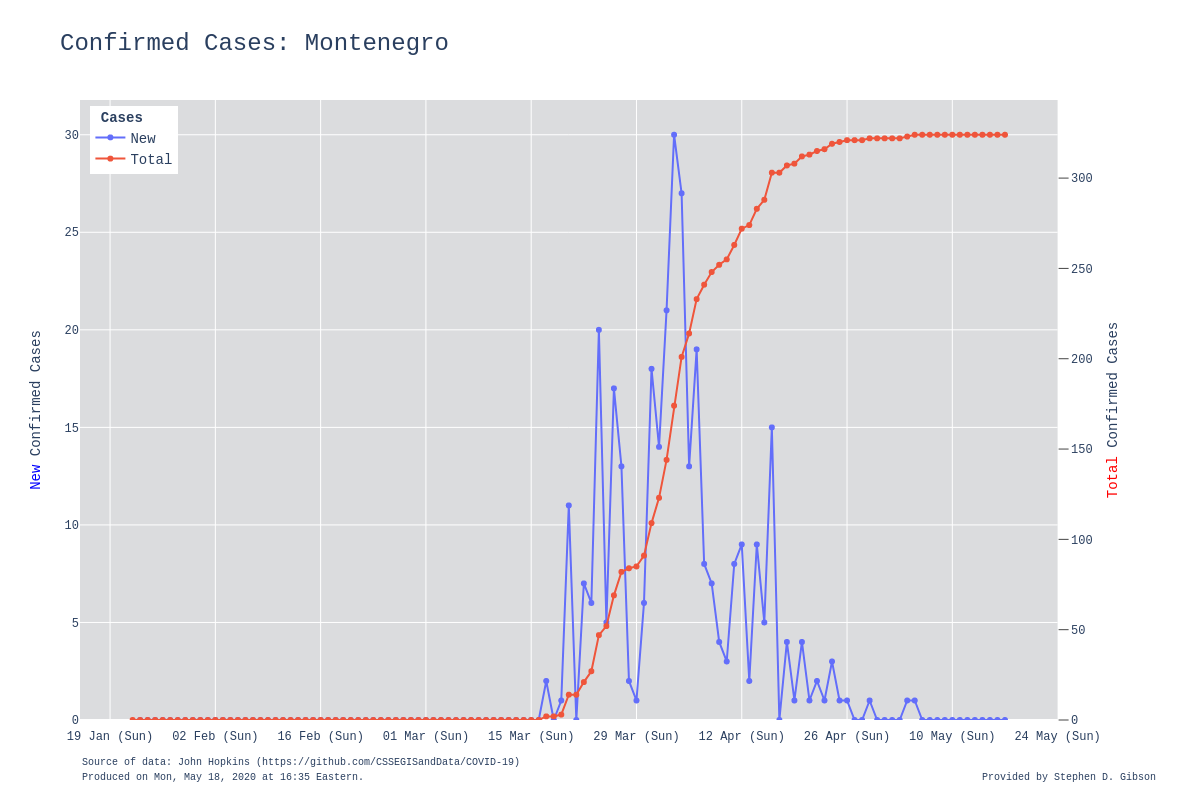 Confirmed Cases: Montenegro
Cases
New
Total
30
25
20
15
10
5
0
300
250
200
150
100
50
0
New Confirmed Cases
Total Confirmed Cases
19 Jan (Sun) 02 Feb (Sun) 16 Feb (Sun) 01 Mar (Sun) 15 Mar (Sun) 29 Mar (Sun) 12 Apr (Sun) 26 Apr (Sun) 10 May (Sun) 24 May (Sun)
Source of data: John Hopkins (https://github.com/CSSEGISandData/COVID-19)
Produced on Mon, May 18, 2020 at 16:35 Eastern.
Provided by Stephen D. Gibson